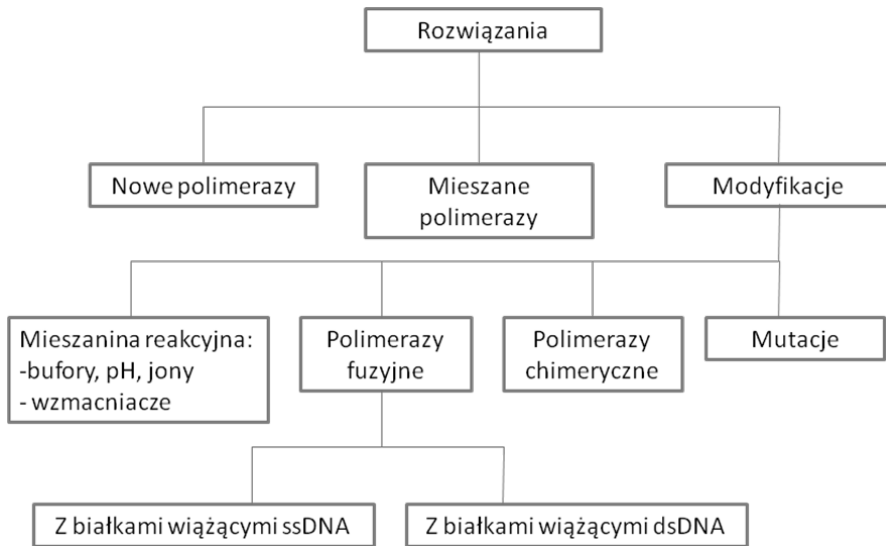 Rozwiązania
Nowe polimerazy
Mieszane
polimerazy
Modyfikacje
Mieszanina reakcyjna:
-bufory, pH, jony
- wzmacniacze
Polimerazy
fuzyjne
Polimerazy
chimeryczne
Mutacje
Z białkami wiążącymi ssDNA
Z białkami wiążącymi dsDNA